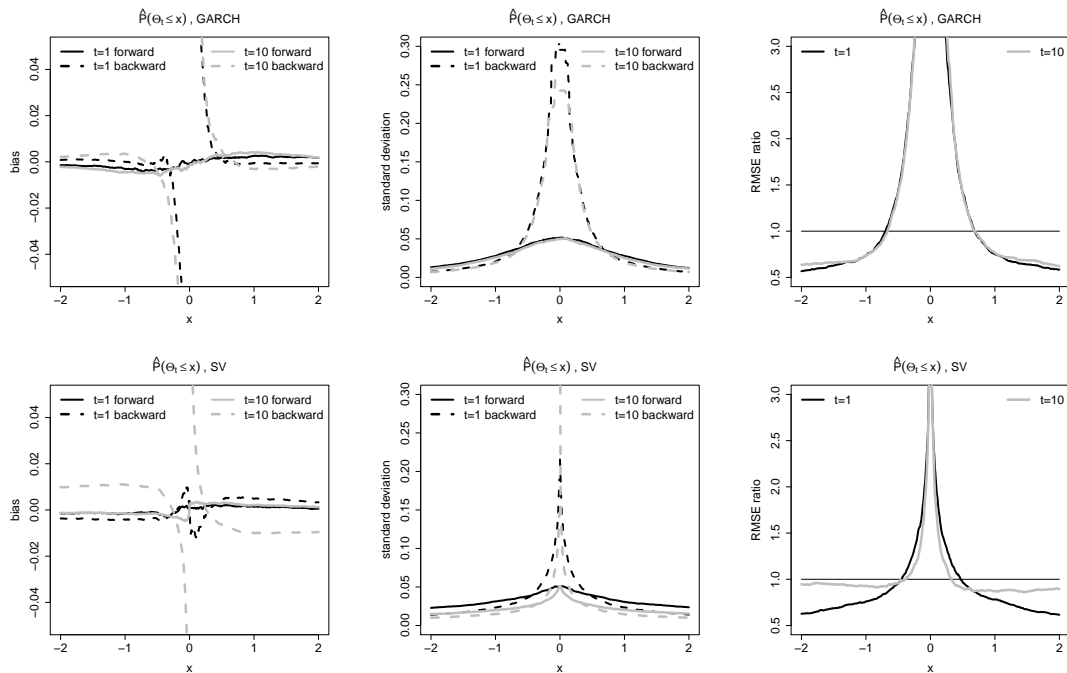 P̂(Θₜ ≤ x) , GARCH
t=1 forward
t=1 backward
t=10 forward
t=10 backward
bias
0.04
0.02
0.00
−0.02
−0.04
−2 −1 0 1 2
x
P̂(Θₜ ≤ x) , GARCH
t=1 forward
t=1 backward
t=10 forward
t=10 backward
standard deviation
0.30
0.25
0.20
0.15
0.10
0.05
0.00
−2 −1 0 1 2
x
P̂(Θₜ ≤ x) , GARCH
t=1
t=10
RMSE ratio
3.0
2.5
2.0
1.5
1.0
0.5
−2 −1 0 1 2
x
P̂(Θₜ ≤ x) , SV
t=1 forward
t=1 backward
t=10 forward
t=10 backward
bias
0.04
0.02
0.00
−0.02
−0.04
−2 −1 0 1 2
x
P̂(Θₜ ≤ x) , SV
t=1 forward
t=1 backward
t=10 forward
t=10 backward
standard deviation
0.30
0.25
0.20
0.15
0.10
0.05
0.00
−2 −1 0 1 2
x
P̂(Θₜ ≤ x) , SV
t=1
t=10
RMSE ratio
3.0
2.5
2.0
1.5
1.0
0.5
−2 −1 0 1 2
x